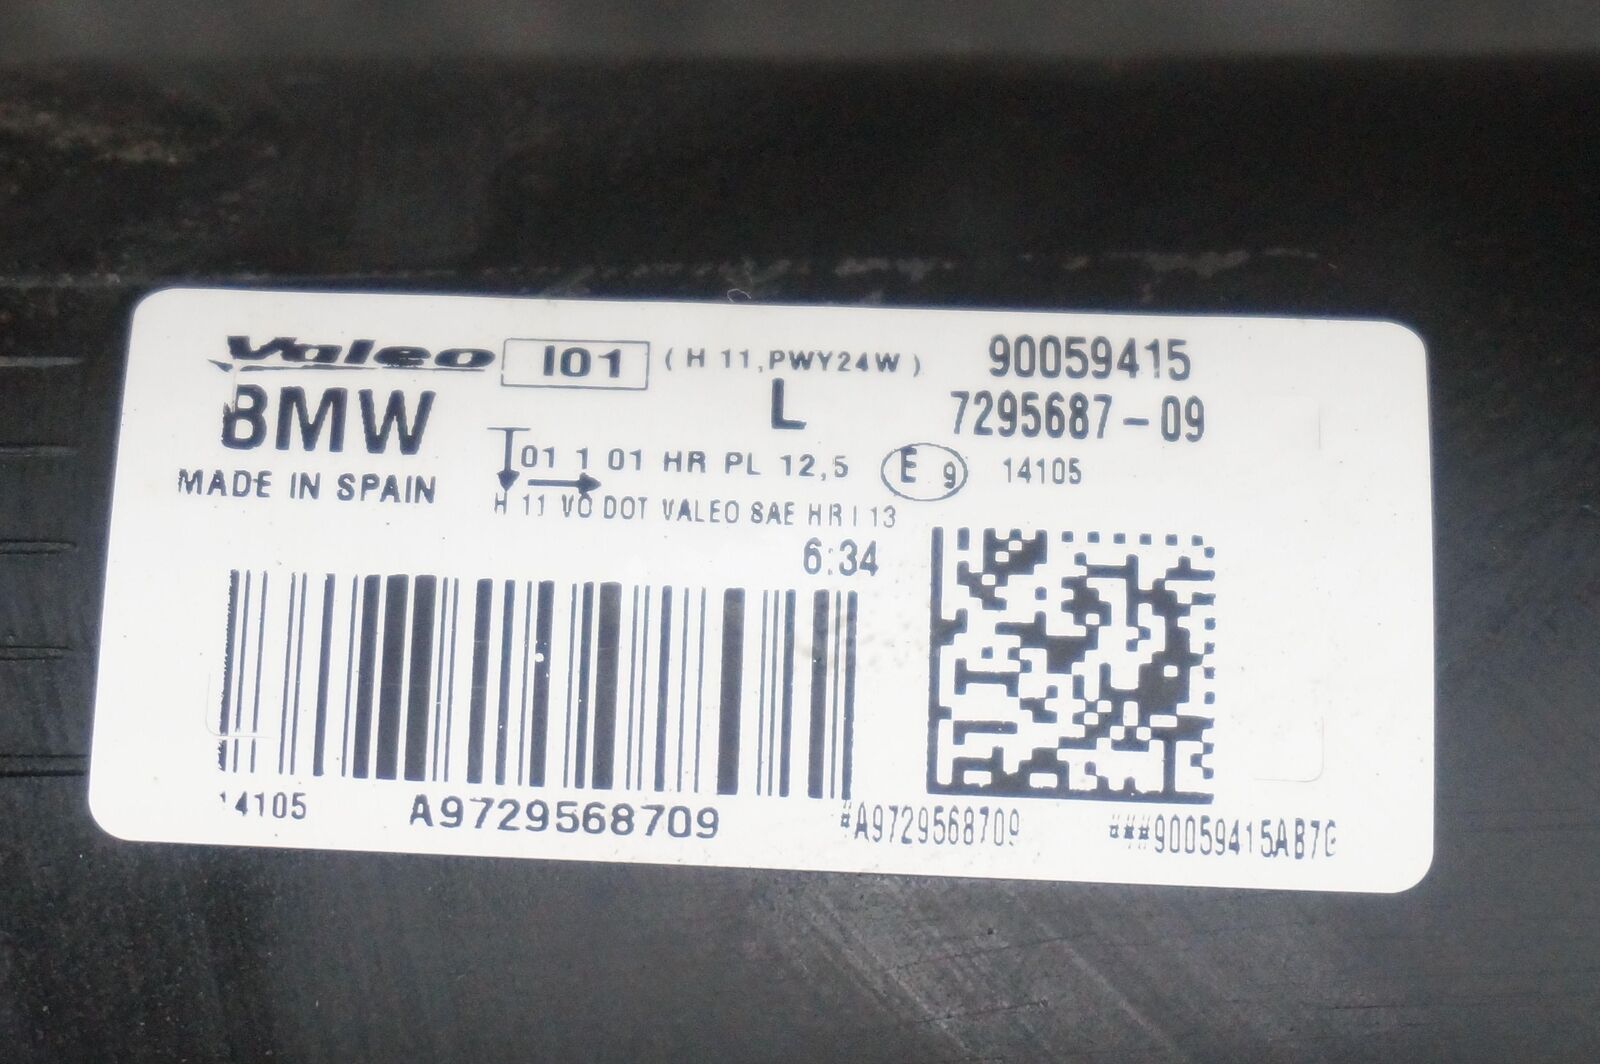 Valeo I01 (H 11,PWY24W) 90059415
BMW L 7295687-09
MADE IN SPAIN
01 1 01 HR PL 12,5 E 9 14105
H 11 VO DOT VALEO SAE HR I 13
6:34
14105 A9729568709 #A9729568709 ###90059415AB7G